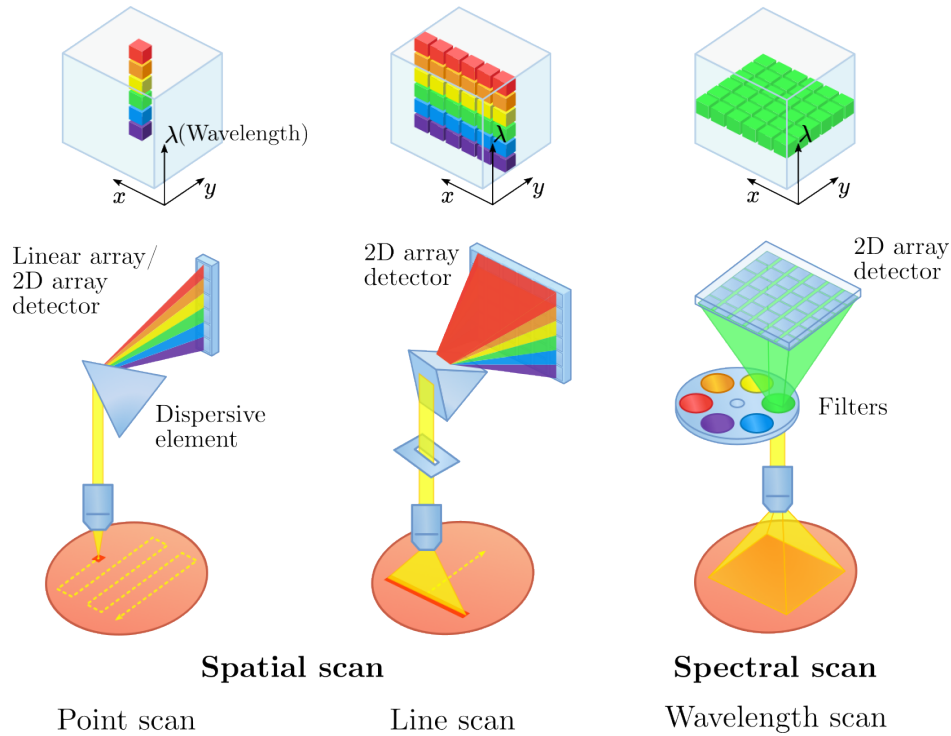 λ(Wavelength)
x
y
λ
x
y
λ
x
y
Linear array/
2D array
detector
Dispersive
element
2D array
detector
2D array
detector
Filters
Spatial scan
Spectral scan
Point scan
Line scan
Wavelength scan